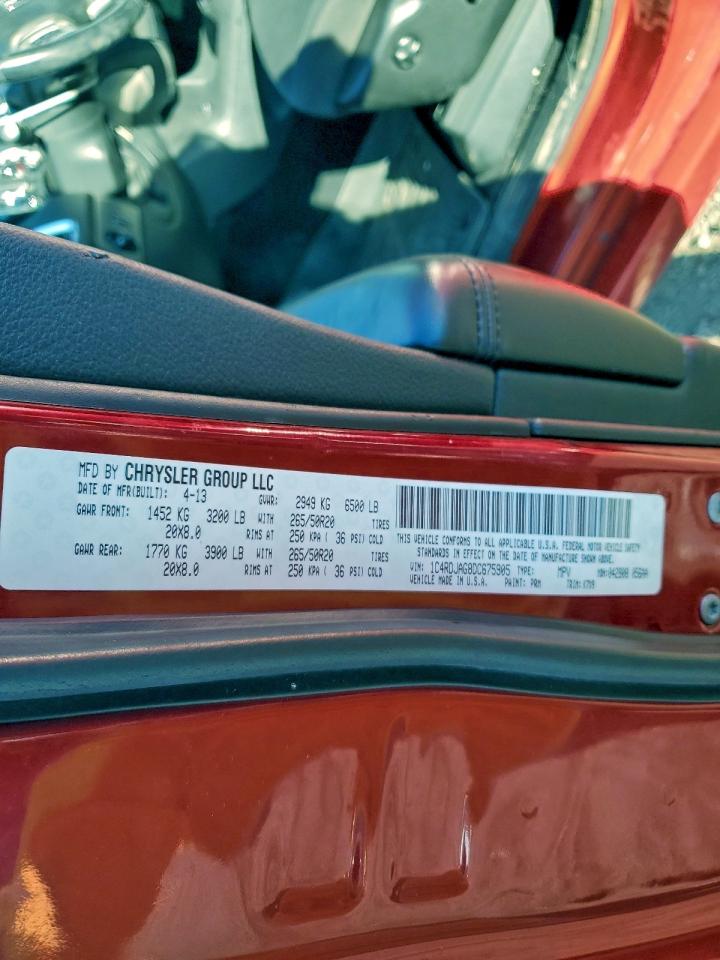 MFD BY CHRYSLER GROUP LLC
DATE OF MFR(BUILT): 4-13 GVWR: 2949 KG 6500 LB
GAWR FRONT: 1452 KG 3200 LB WITH 265/50R20 TIRES
20X8.0 RIMS AT 250 KPA ( 36 PSI) COLD
GAWR REAR: 1770 KG 3900 LB WITH 265/50R20 TIRES
20X8.0 RIMS AT 250 KPA ( 36 PSI) COLD
THIS VEHICLE CONFORMS TO ALL APPLICABLE U.S.A. FEDERAL MOTOR VEHICLE SAFETY
STANDARDS IN EFFECT ON THE DATE OF MANUFACTURE SHOWN ABOVE.
VIN: 1C4RDJAG8DC675905 TYPE: MPV MDH:
VEHICLE MADE IN U.S.A. PAINT: PRM TRIM: